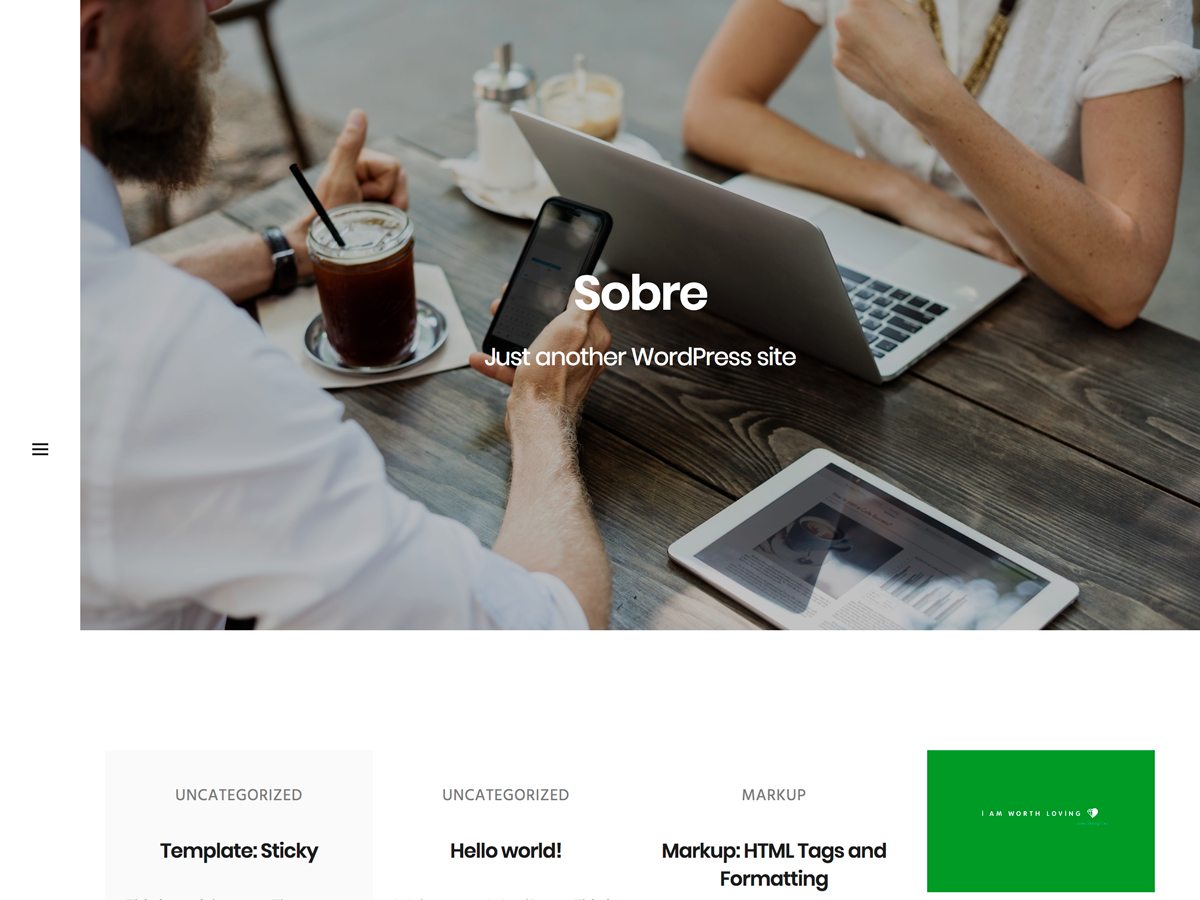 Sobre
Just another WordPress site
UNCATEGORIZED
Template: Sticky
UNCATEGORIZED
Hello world!
MARKUP
Markup: HTML Tags and
Formatting
I AM WORTH LOVING